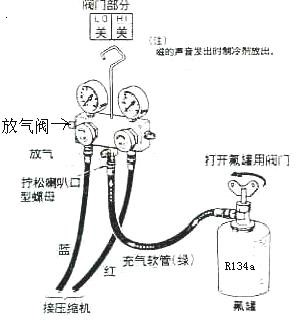 阀门部分
LO HI
关 关
(注)
磁的声音发出时制冷剂放出。
放气阀
放气
拧松喇叭口
型螺母
打开氟罐用阀门
蓝
红
充气软管(绿)
R134a
接压缩机
氟罐